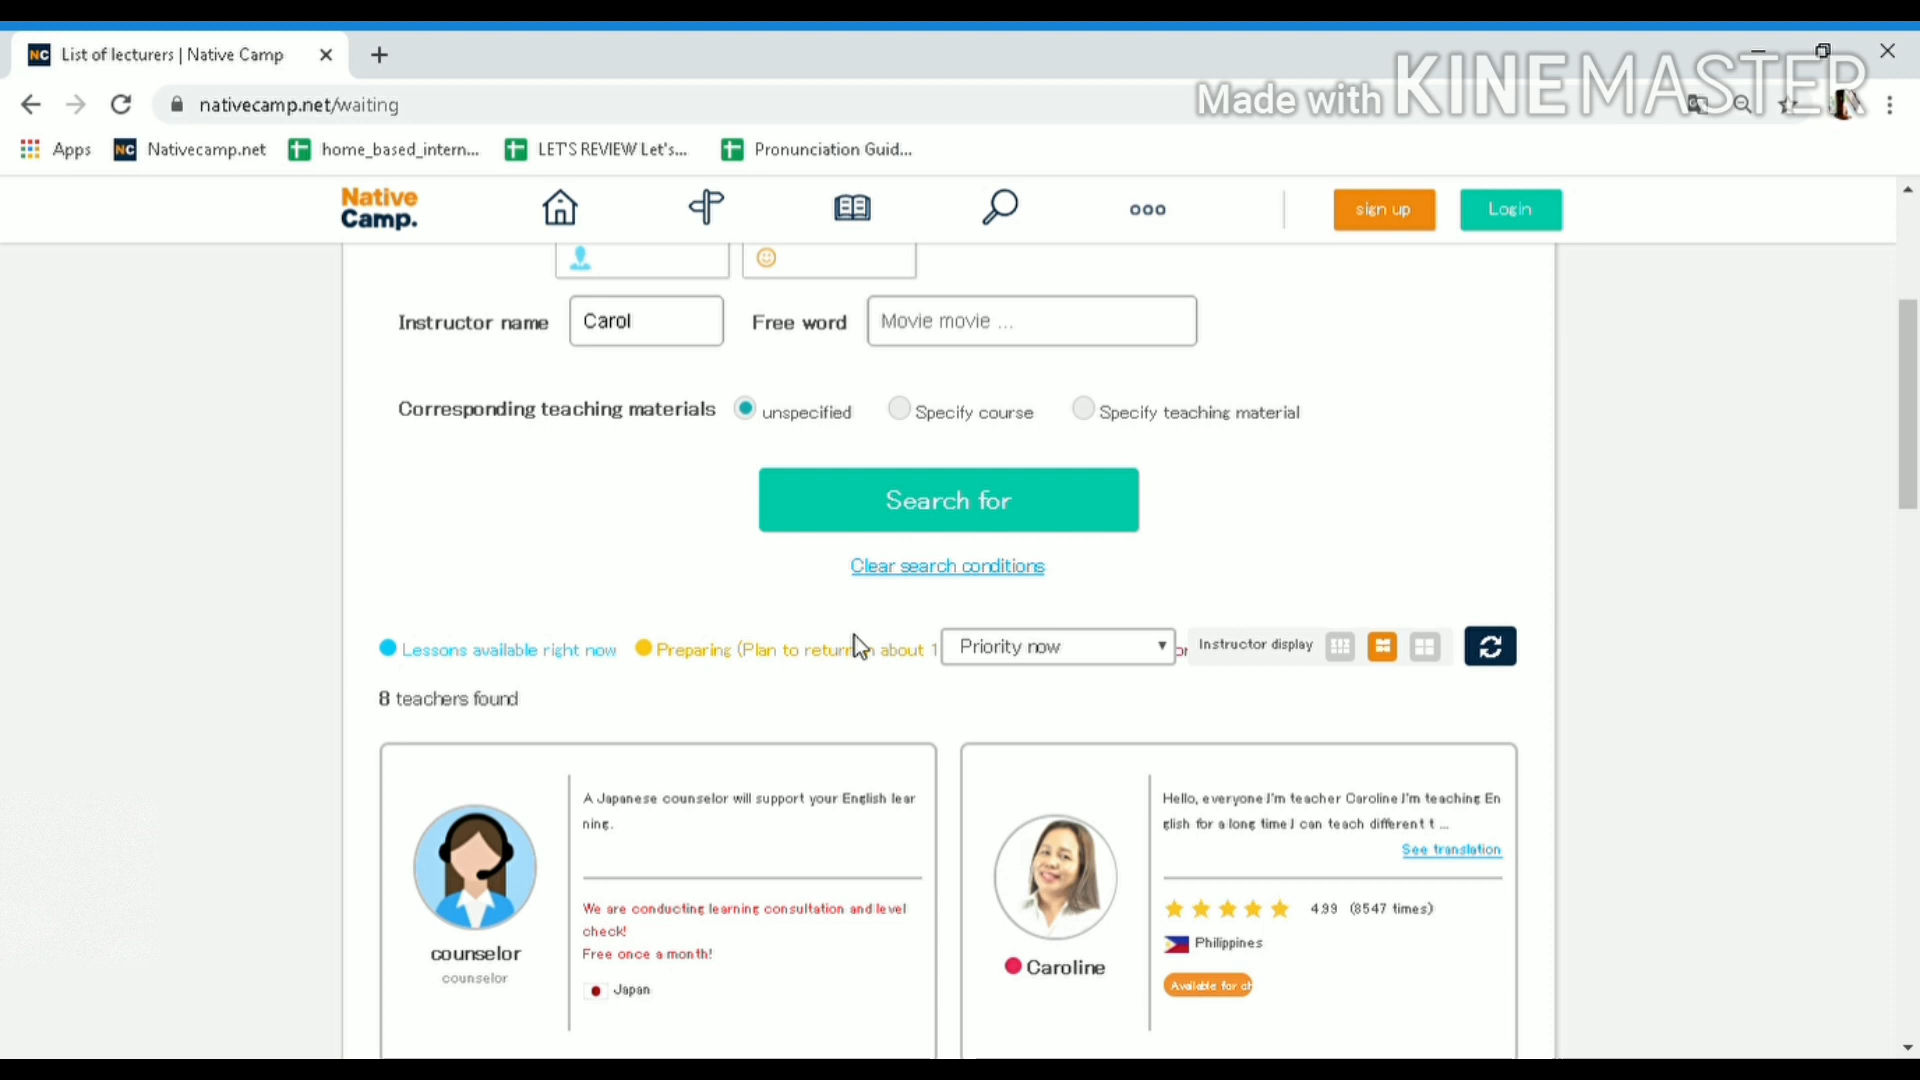 NC List of lecturers | Native Camp
Made with KINEMASTER
nativecamp.net/waiting
Apps NC Nativecamp.net home_based_intern... LET'S REVIEW Let's... Pronunciation Guid...
Native
Camp.
sign up Login
Instructor name Carol Free word Movie movie ...
Corresponding teaching materials unspecified Specify course Specify teaching material
Search for
Clear search conditions
Lessons available right now Preparing (Plan to return about 1 Priority now Instructor display
8 teachers found
A Japanese counselor will support your English lear
ning.
We are conducting learning consultation and level
check!
Free once a month!
Japan
counselor
counselor
Hello, everyone I'm teacher Caroline I'm teaching En
glish for a long time I can teach different t ...
See translation
4.99 (8547 times)
Philippines
Available for ch
Caroline